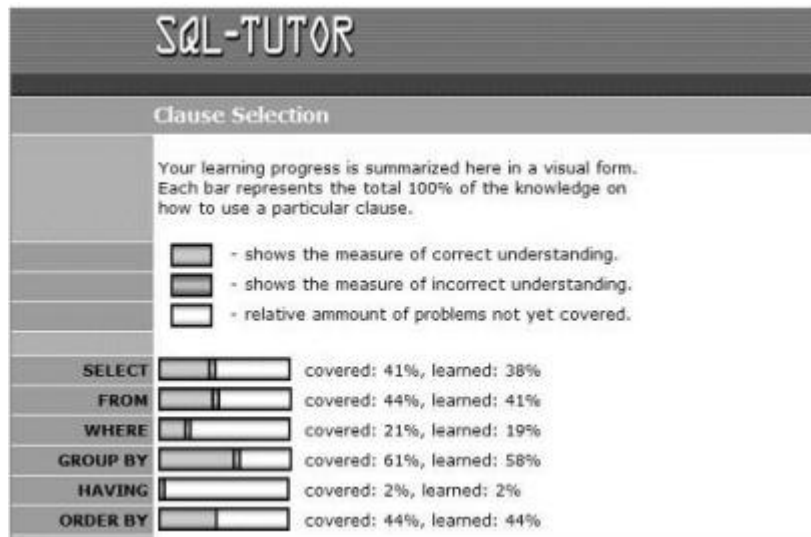 SQL-TUTOR
Clause Selection
Your learning progress is summarized here in a visual form.
Each bar represents the total 100% of the knowledge on
how to use a particular clause.
- shows the measure of correct understanding.
- shows the measure of incorrect understanding.
- relative ammount of problems not yet covered.
SELECT covered: 41%, learned: 38%
FROM covered: 44%, learned: 41%
WHERE covered: 21%, learned: 19%
GROUP BY covered: 61%, learned: 58%
HAVING covered: 2%, learned: 2%
ORDER BY covered: 44%, learned: 44%